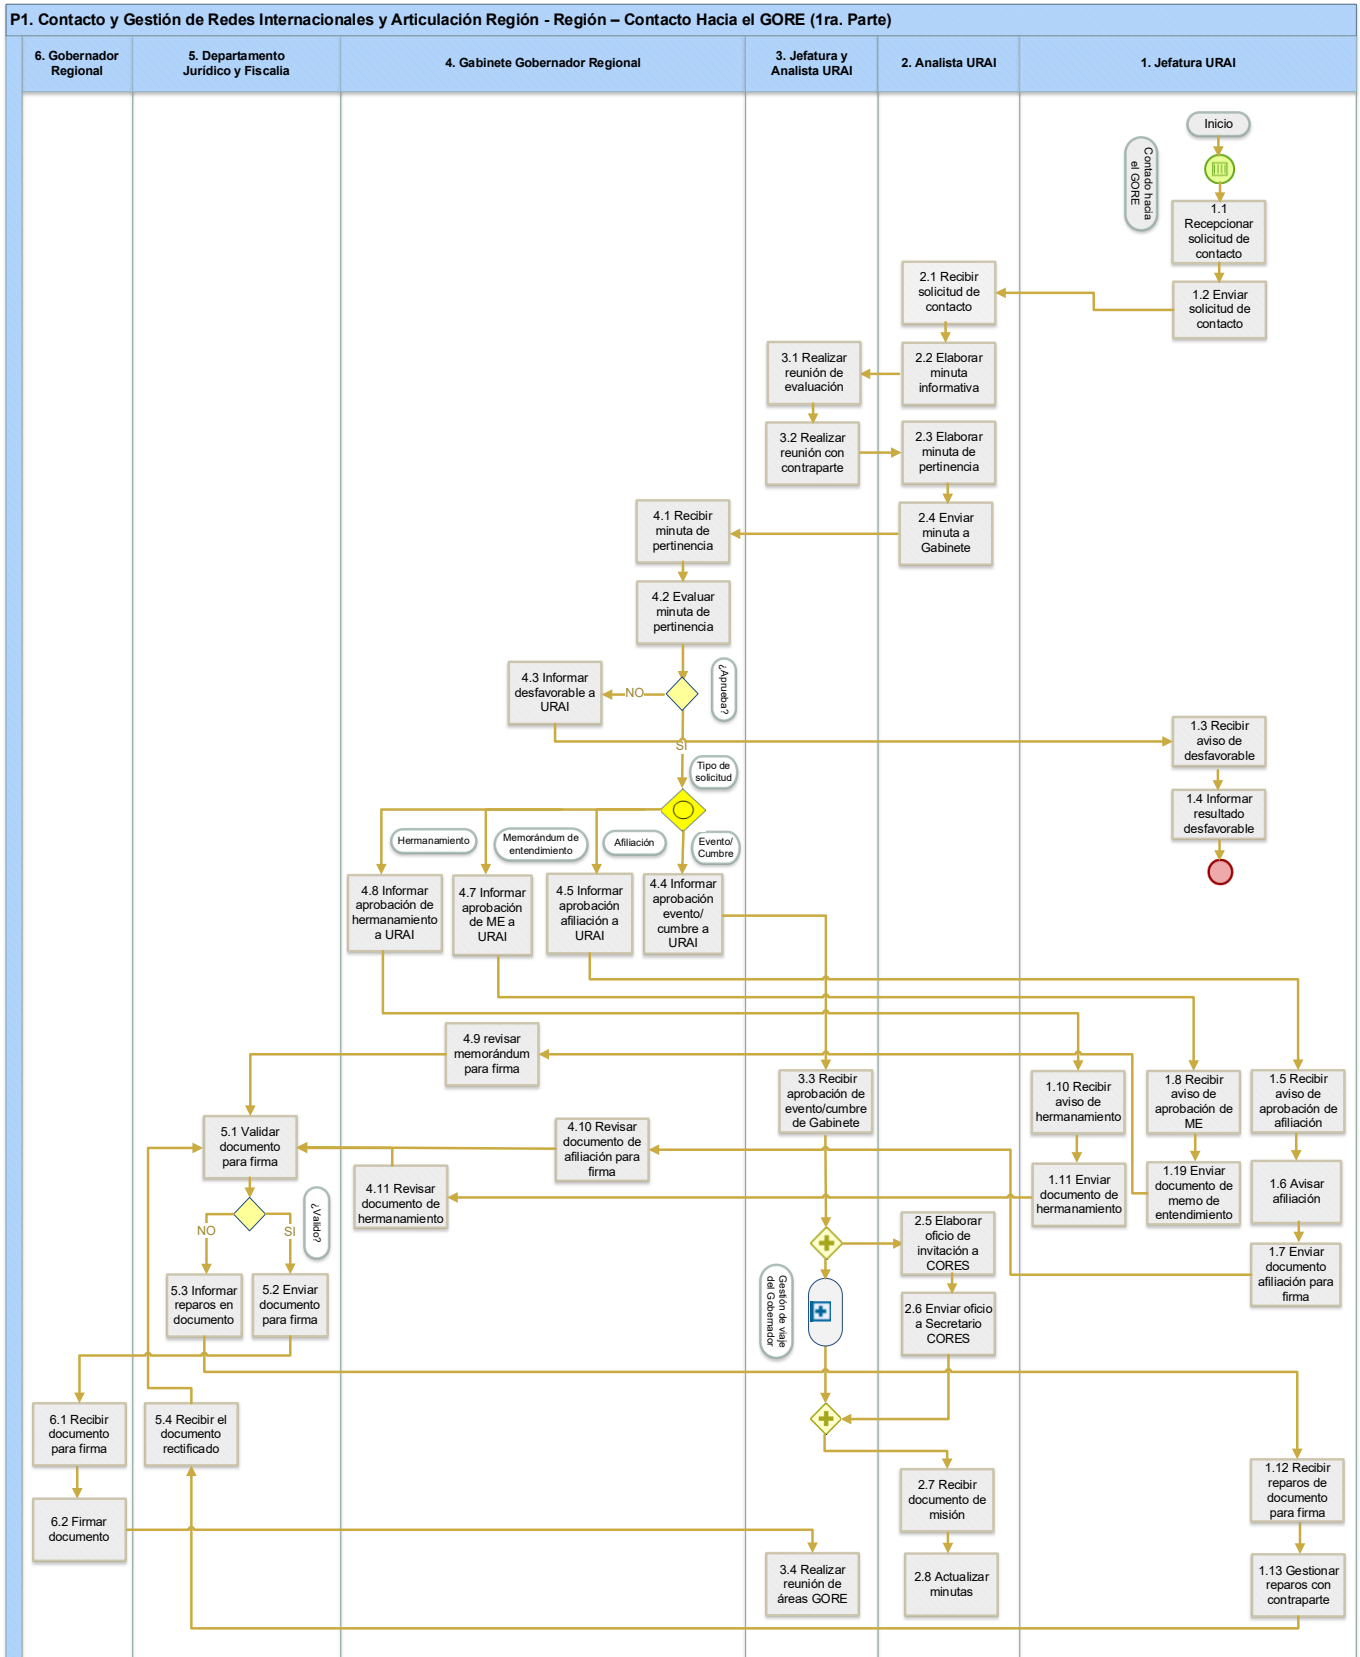 P1. Contacto y Gestión de Redes Internacionales y Articulación Región - Región – Contacto Hacia el GORE (1ra. Parte)
6. Gobernador
Regional
5. Departamento
Jurídico y Fiscalia
4. Gabinete Gobernador Regional
3. Jefatura y
Analista URAI
2. Analista URAI
1. Jefatura URAI
Inicio
Contado hacia
el GORE
1.1
Recepcionar
solicitud de
contacto
2.1 Recibir
solicitud de
contacto
1.2 Enviar
solicitud de
contacto
3.1 Realizar
reunión de
evaluación
2.2 Elaborar
minuta
informativa
3.2 Realizar
reunión con
contraparte
2.3 Elaborar
minuta de
pertinencia
4.1 Recibir
minuta de
pertinencia
2.4 Enviar
minuta a
Gabinete
4.2 Evaluar
minuta de
pertinencia
4.3 Informar
desfavorable a
URAI
NO
¿Aprueba?
SI
1.3 Recibir
aviso de
desfavorable
Tipo de
solicitud
1.4 Informar
resultado
desfavorable
Hermanamiento
Memorándum de
entendimiento
Afiliación
Evento/
Cumbre
4.8 Informar
aprobación de
hermanamiento
a URAI
4.7 Informar
aprobación
de ME a
URAI
4.5 Informar
aprobación
afiliación a
URAI
4.4 Informar
aprobación
evento/
cumbre a
URAI
4.9 revisar
memorándum
para firma
3.3 Recibir
aprobación de
evento/cumbre
de Gabinete
1.10 Recibir
aviso de
hermanamiento
1.8 Recibir
aviso de
aprobación de
ME
1.5 Recibir
aviso de
aprobación de
afiliación
5.1 Validar
documento
para firma
4.10 Revisar
documento de
afiliación para
firma
4.11 Revisar
documento de
hermanamiento
1.11 Enviar
documento de
hermanamiento
1.19 Enviar
documento de
memo de
entendimiento
1.6 Avisar
afiliación
¿Valido?
NO
SI
2.5 Elaborar
oficio de
invitación a
CORES
1.7 Enviar
documento
afiliación para
firma
5.3 Informar
reparos en
documento
5.2 Enviar
documento
para firma
Gestión de viaje
del Gobernador
2.6 Enviar oficio
a Secretario
CORES
6.1 Recibir
documento
para firma
5.4 Recibir el
documento
rectificado
2.7 Recibir
documento de
misión
1.12 Recibir
reparos de
documento
para firma
6.2 Firmar
documento
3.4 Realizar
reunión de
áreas GORE
2.8 Actualizar
minutas
1.13 Gestionar
reparos con
contraparte